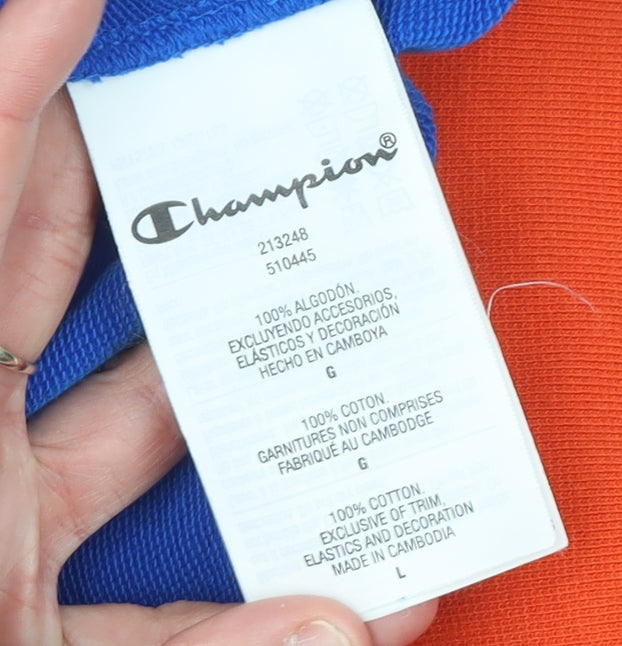 Champion®
213248
510445
100% ALGODÓN.
EXCLUYENDO ACCESORIOS,
ELÁSTICOS Y DECORACIÓN
HECHO EN CAMBOYA
G
100% COTON.
GARNITURES NON COMPRISES
FABRIQUÉ AU CAMBODGE
G
100% COTTON.
EXCLUSIVE OF TRIM,
ELASTICS AND DECORATION
MADE IN CAMBODIA
L